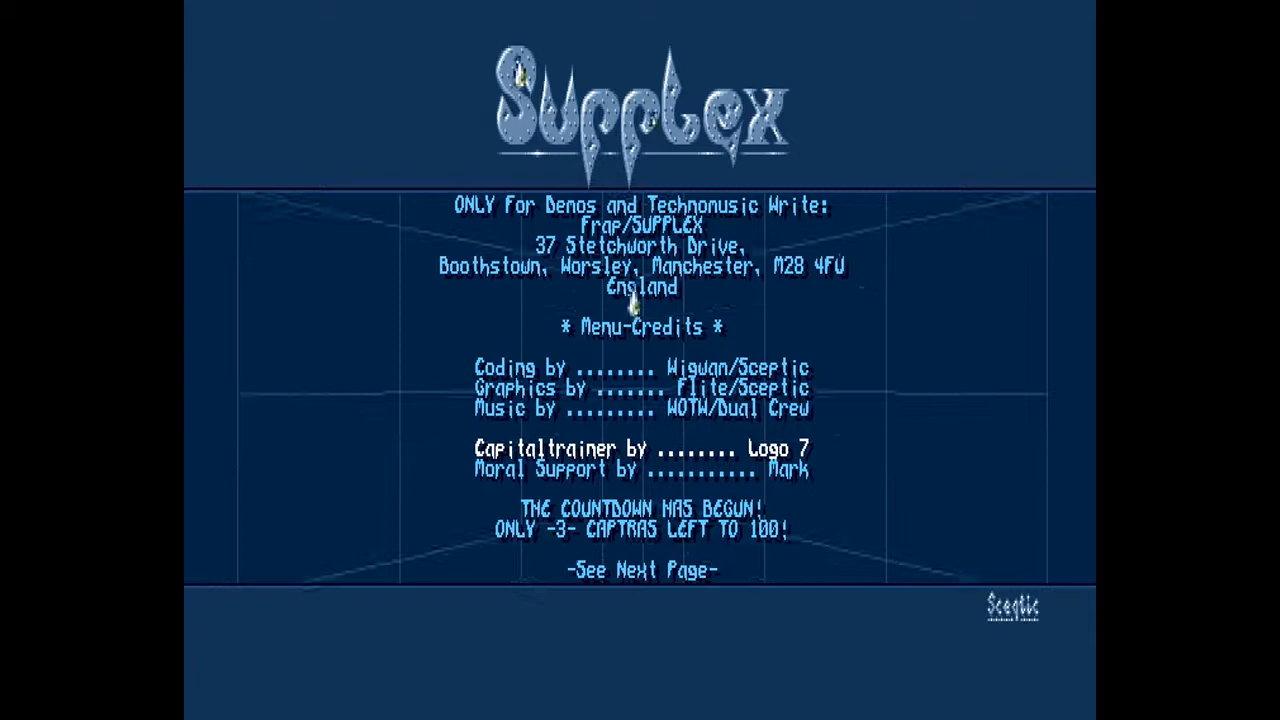 Supplex
ONLY For Demos and Technomusic Write:
Frap/SUPPLEX
37 Stetchworth Drive,
Boothstown, Worsley, Manchester, M28 4FU
England
* Menu-Credits *
Coding by ........ Wigwan/Sceptic
Graphics by ....... Flite/Sceptic
Music by ......... WOTW/Dual Crew
Capitaltrainer by ........ Logo 7
Moral Support by ........... Mark
THE COUNTDOWN HAS BEGUN!
ONLY -3- CAPTRAS LEFT TO 100!
-See Next Page-
Sceptic